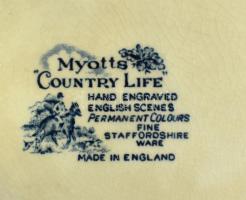 Myotts
"COUNTRY LIFE"
HAND ENGRAVED
ENGLISH SCENES
PERMANENT COLOURS
FINE
STAFFORDSHIRE
WARE
MADE IN ENGLAND